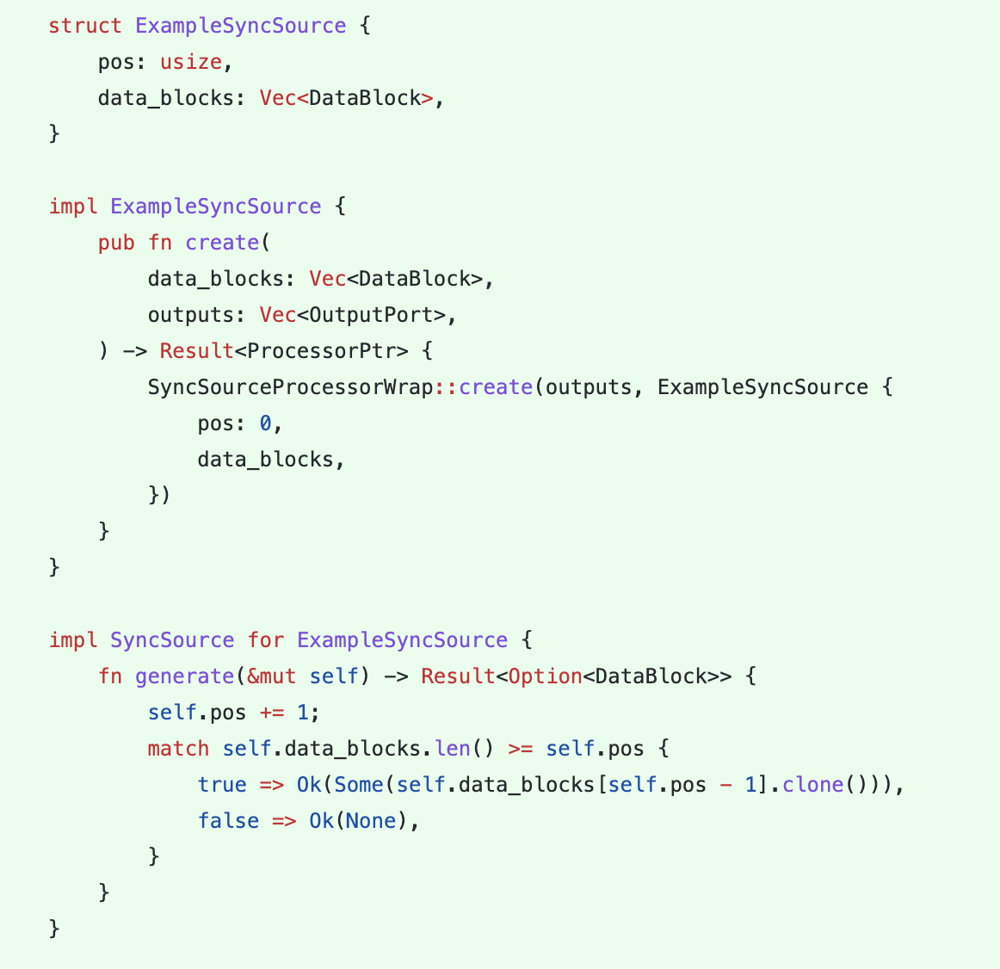 struct ExampleSyncSource {
    pos: usize,
    data_blocks: Vec<DataBlock>,
}

impl ExampleSyncSource {
    pub fn create(
        data_blocks: Vec<DataBlock>,
        outputs: Vec<OutputPort>,
    ) -> Result<ProcessorPtr> {
        SyncSourceProcessorWrap::create(outputs, ExampleSyncSource {
            pos: 0,
            data_blocks,
        })
    }
}

impl SyncSource for ExampleSyncSource {
    fn generate(&mut self) -> Result<Option<DataBlock>> {
        self.pos += 1;
        match self.data_blocks.len() >= self.pos {
            true => Ok(Some(self.data_blocks[self.pos - 1].clone())),
            false => Ok(None),
        }
    }
}